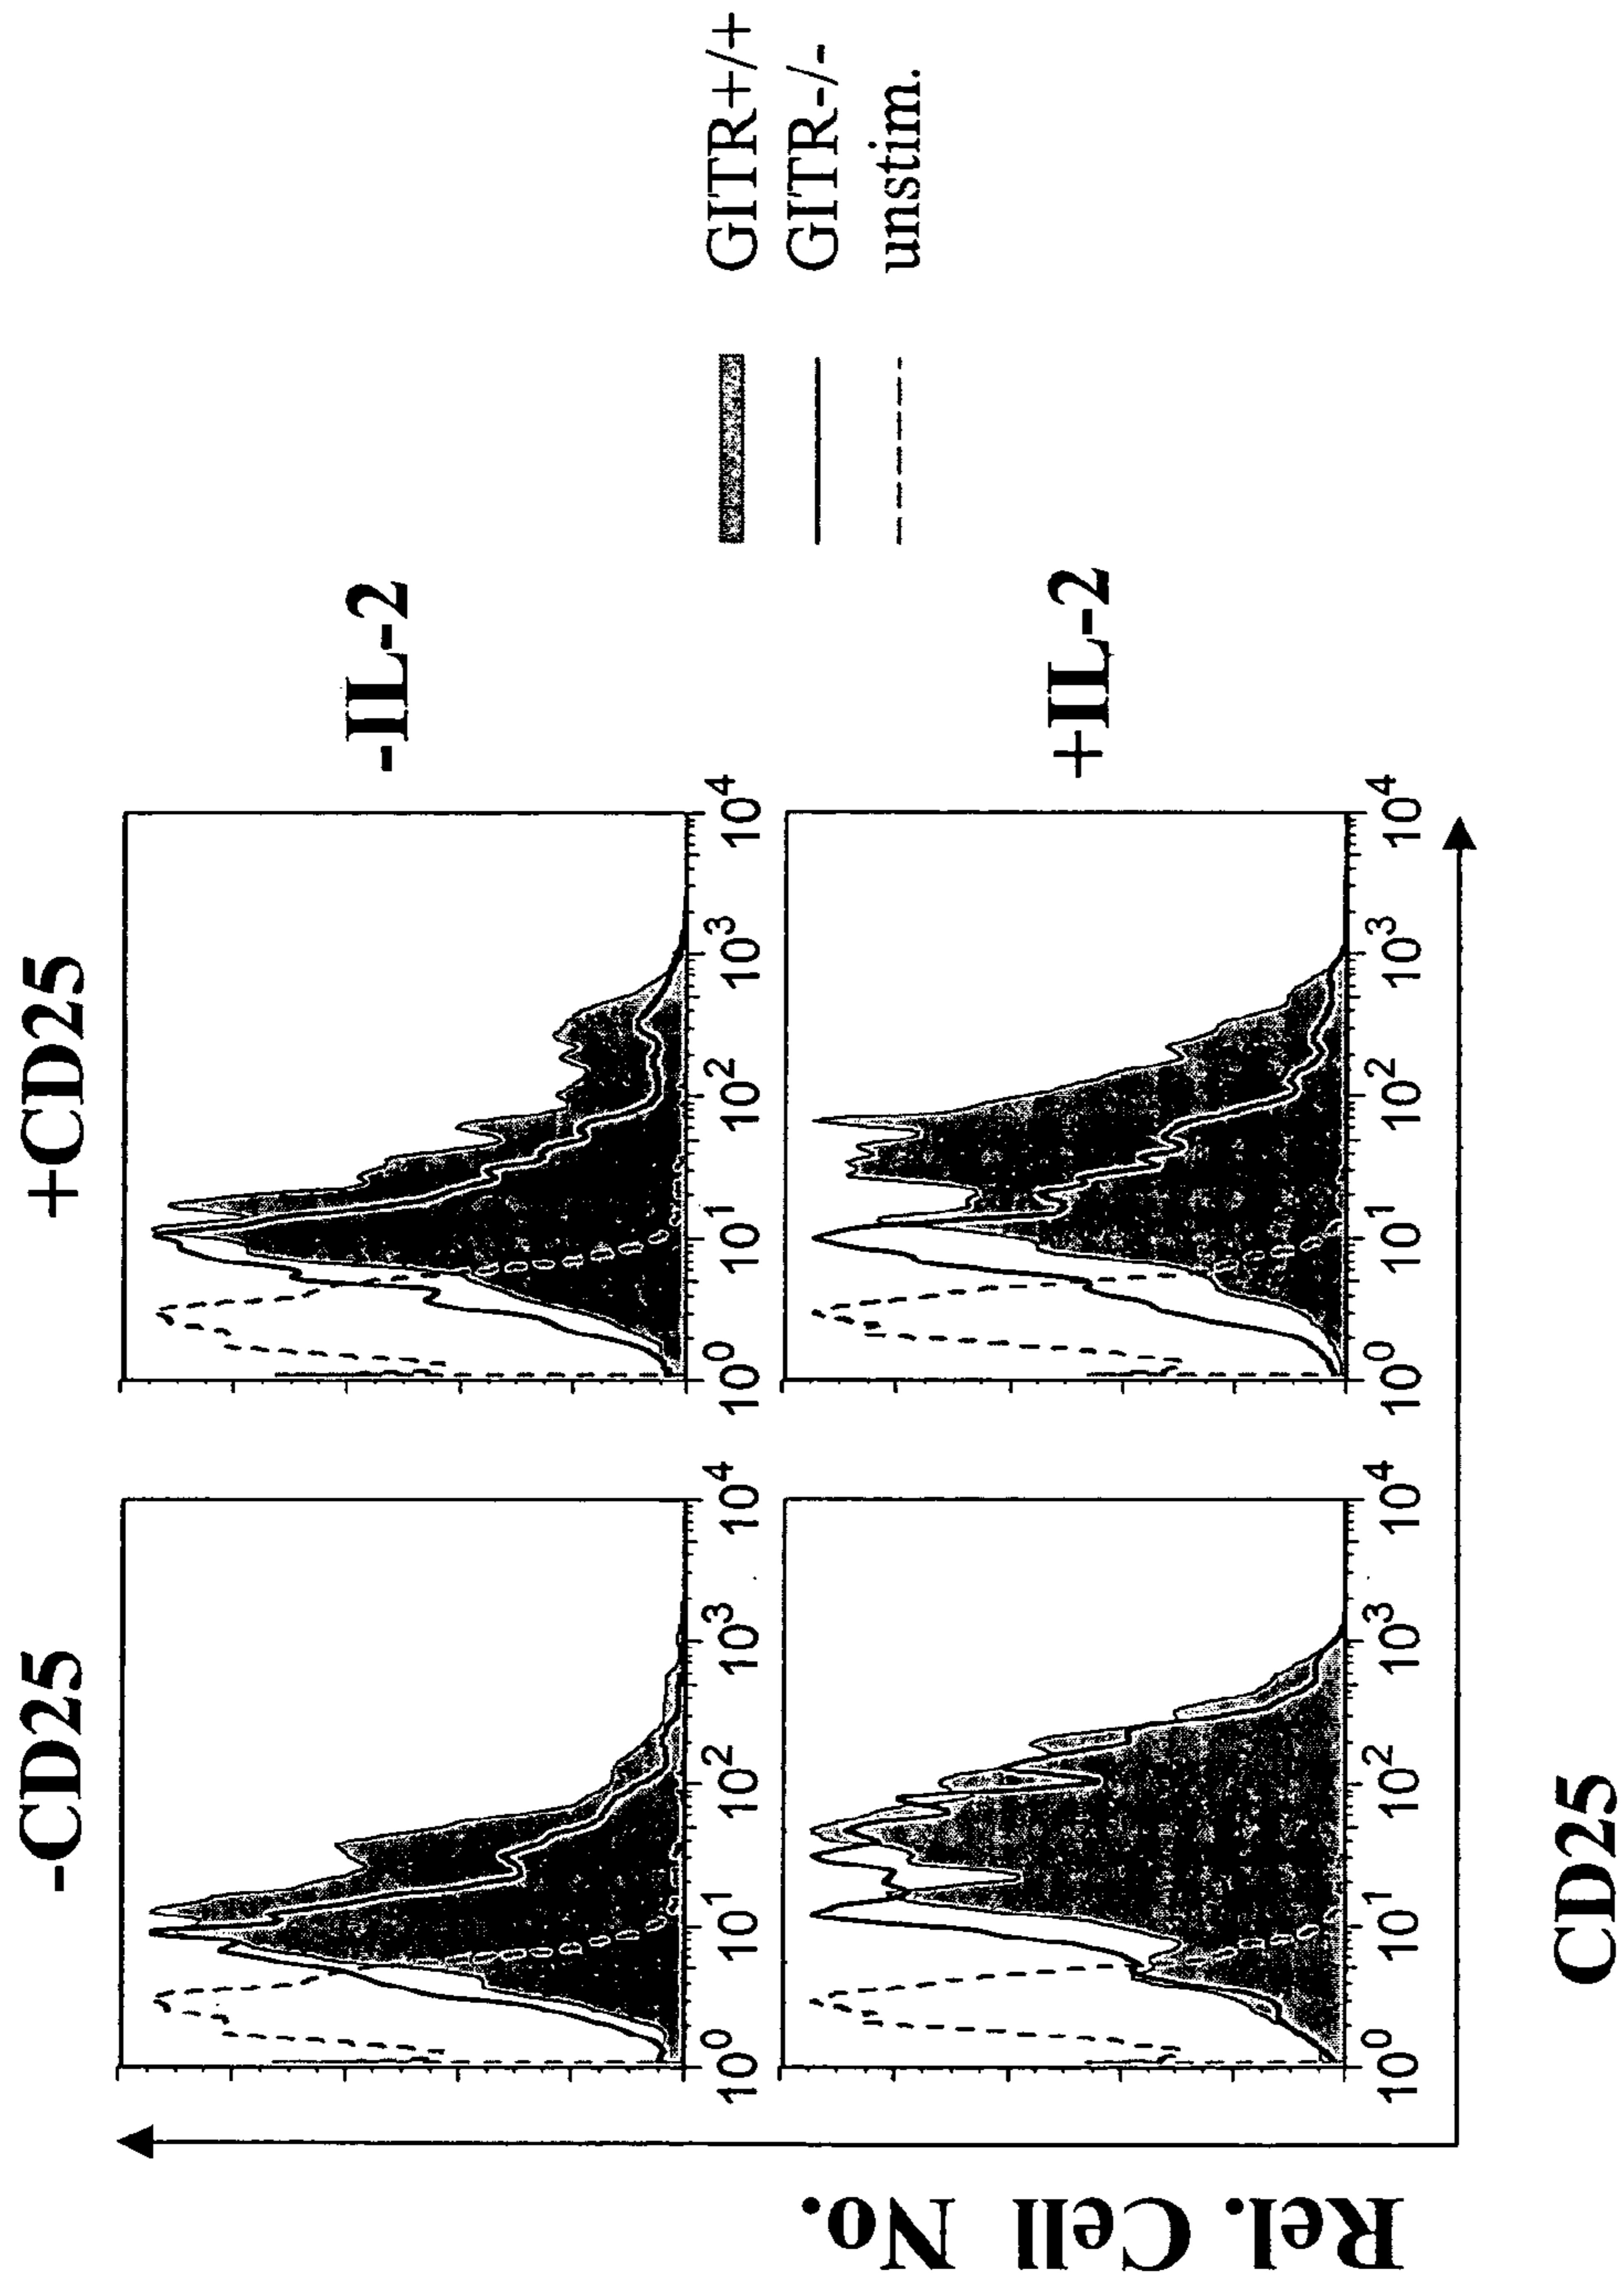 -CD25 +CD25
-IL-2
10⁰ 10¹ 10² 10³ 10⁴ 10⁰ 10¹ 10² 10³ 10⁴
GITR+/+
GITR-/-
unstim.
+IL-2
10⁰ 10¹ 10² 10³ 10⁴ 10⁰ 10¹ 10² 10³ 10⁴
Rel. Cell No.
CD25